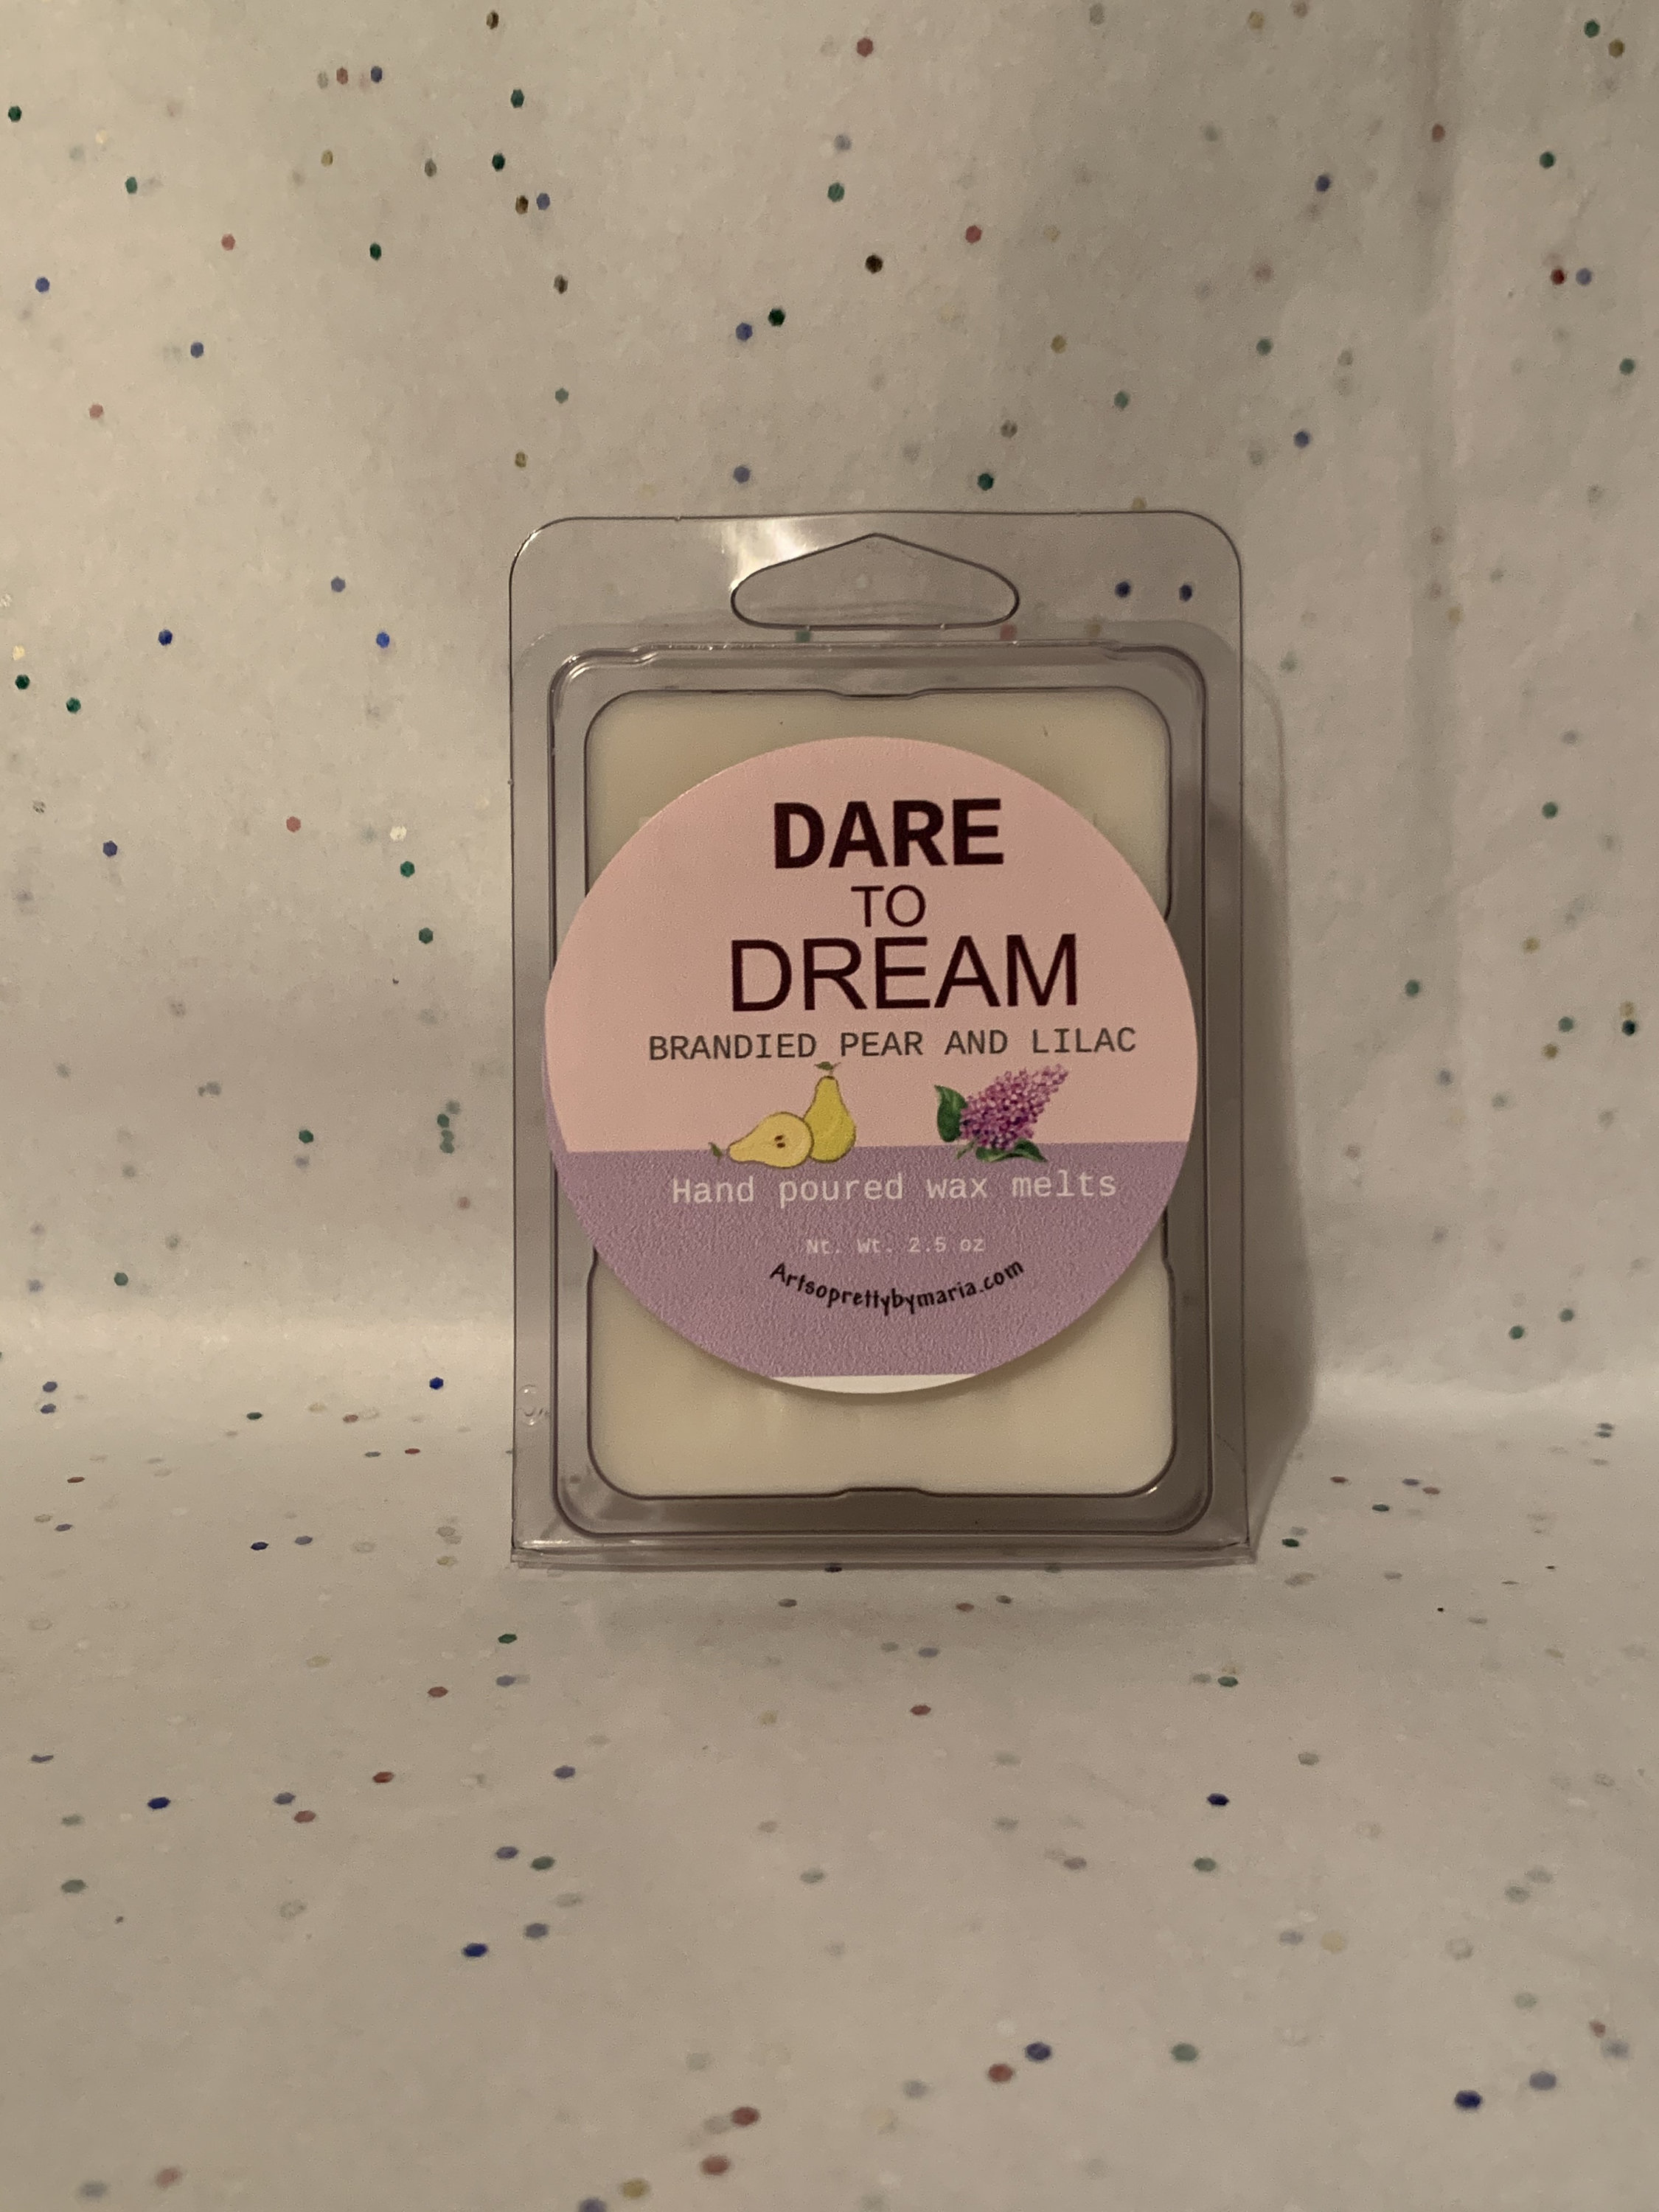 DARE
TO
DREAM
BRANDIED PEAR AND LILAC
Hand poured wax melts
Nt. Wt. 2.5 oz
Artsoprettybymaria.com